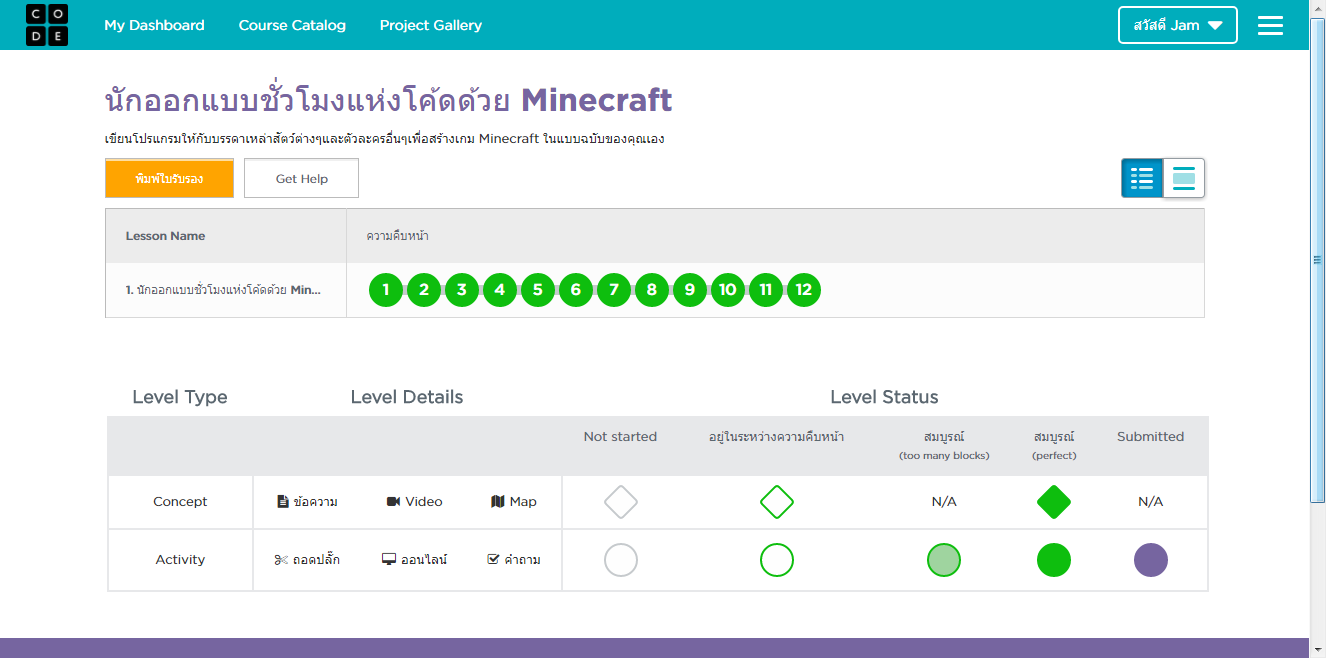 CODE
My Dashboard Course Catalog Project Gallery สวัสดี Jam
นักออกแบบชั่วโมงแห่งโค้ดด้วย Minecraft
เขียนโปรแกรมให้กับบรรดาเหล่าสัตว์ต่างๆและตัวละครอื่นๆเพื่อสร้างเกม Minecraft ในแบบฉบับของคุณเอง
พิมพ์ใบรับรอง Get Help
Lesson Name ความคืบหน้า
1. นักออกแบบชั่วโมงแห่งโค้ดด้วย Min... 1 2 3 4 5 6 7 8 9 10 11 12
Level Type Level Details Level Status
Not started อยู่ในระหว่างความคืบหน้า สมบูรณ์ สมบูรณ์ Submitted
(too many blocks) (perfect)
Concept ข้อความ Video Map N/A N/A
Activity ถอดปลั๊ก ออนไลน์ คำถาม